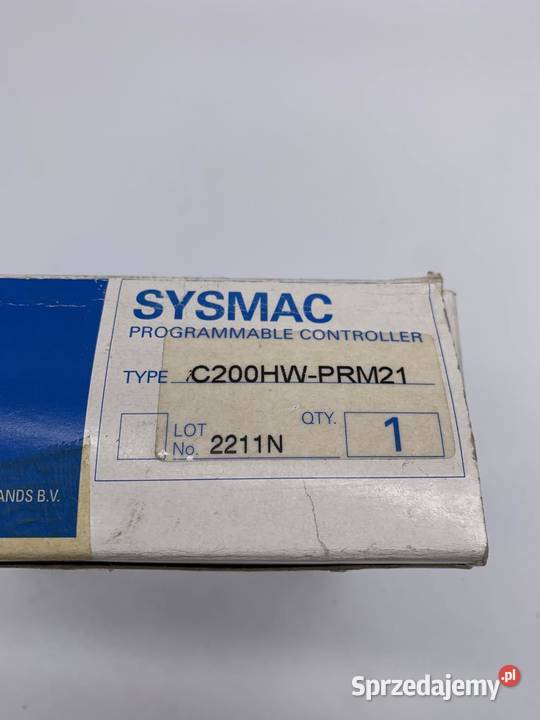 SYSMAC
PROGRAMMABLE CONTROLLER
TYPE C200HW-PRM21
LOT No. 2211N QTY. 1
ANDS B.V.
Sprzedajemy.pl